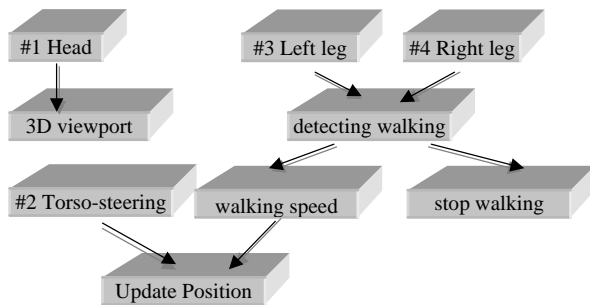 #1 Head
#3 Left leg
#4 Right leg
3D viewport
detecting walking
#2 Torso-steering
walking speed
stop walking
Update Position